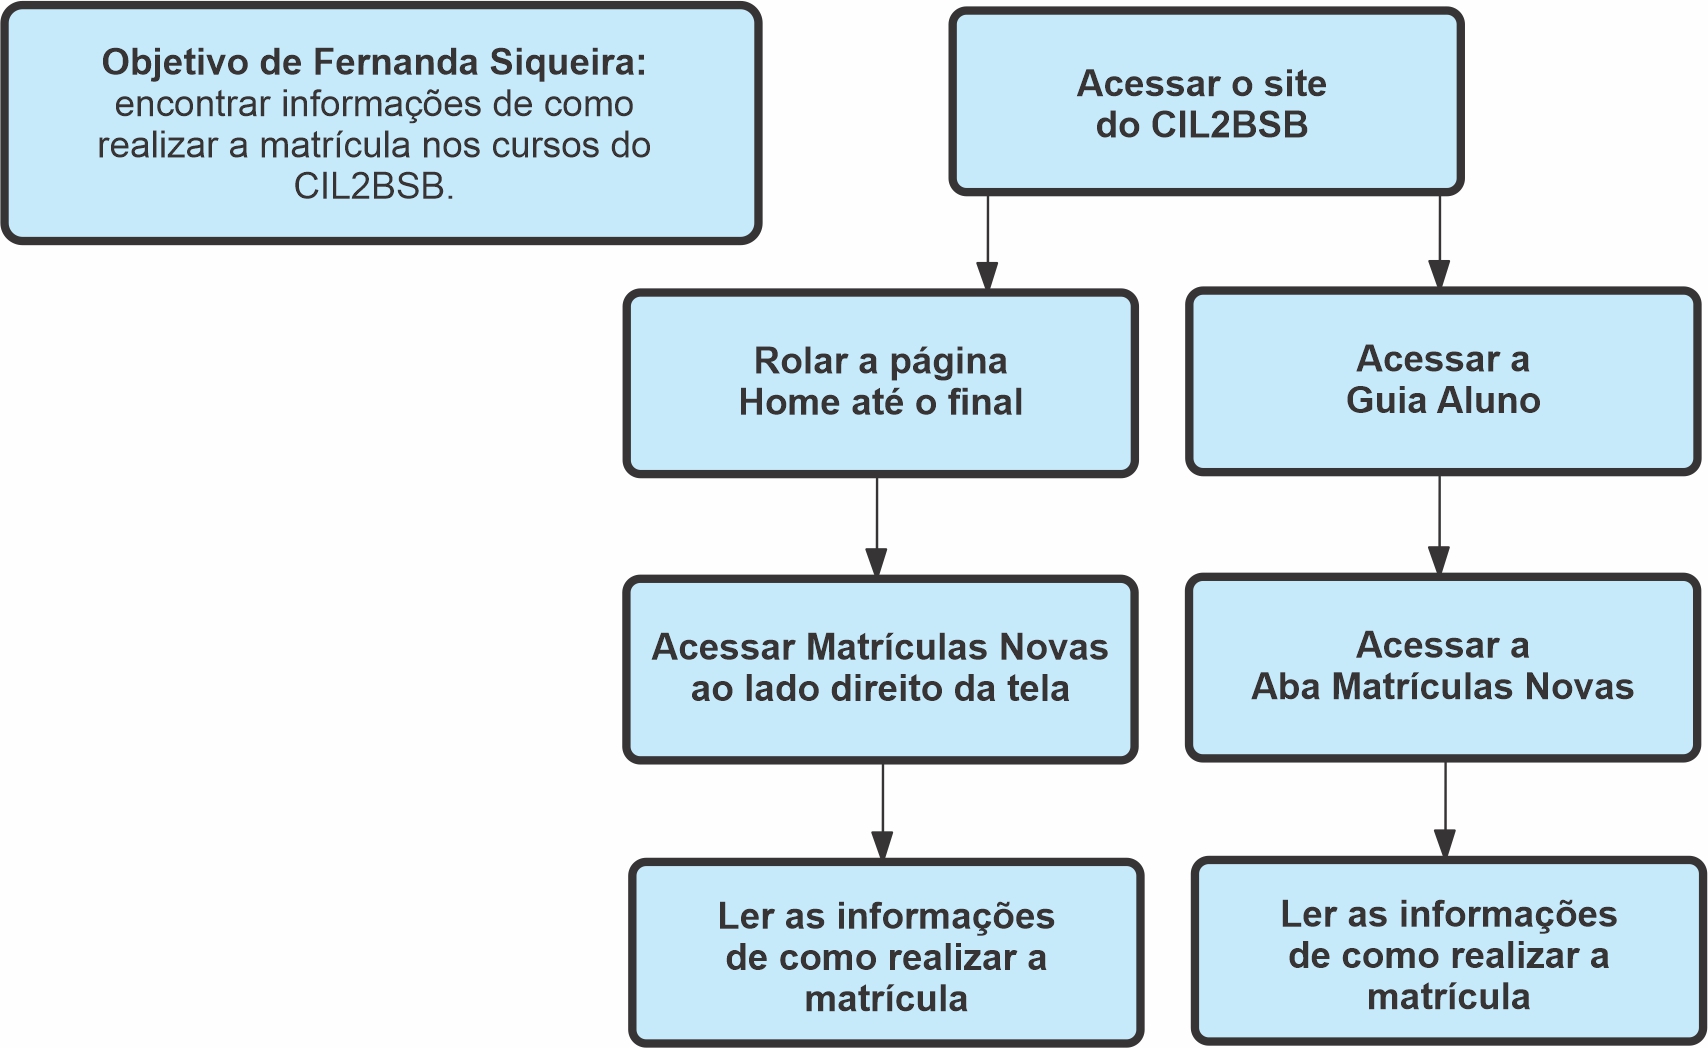 Objetivo de Fernanda Siqueira:
encontrar informações de como
realizar a matrícula nos cursos do
CIL2BSB.
Acessar o site
do CIL2BSB
Rolar a página
Home até o final
Acessar a
Guia Aluno
Acessar Matrículas Novas
ao lado direito da tela
Acessar a
Aba Matrículas Novas
Ler as informações
de como realizar a
matrícula
Ler as informações
de como realizar a
matrícula